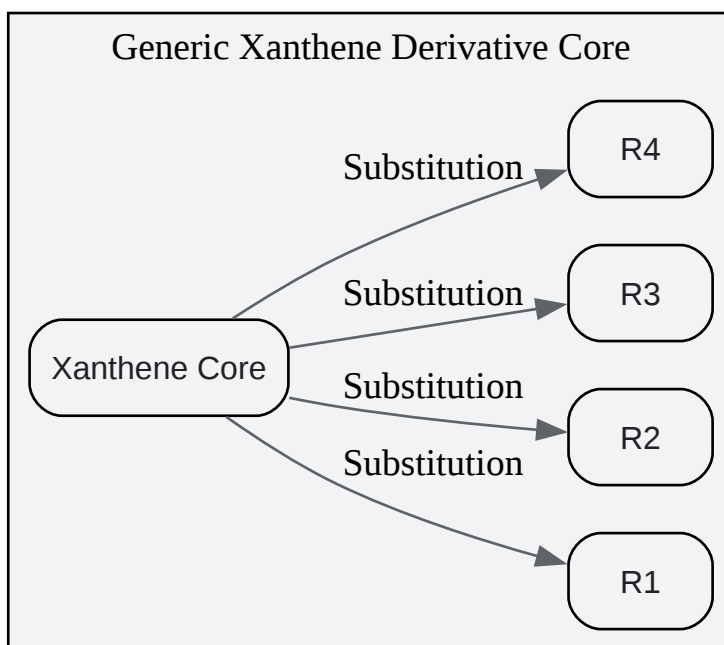 Generic Xanthene Derivative Core
R4
Substitution
R3
Substitution
Xanthene Core
Substitution
R2
Substitution
R1